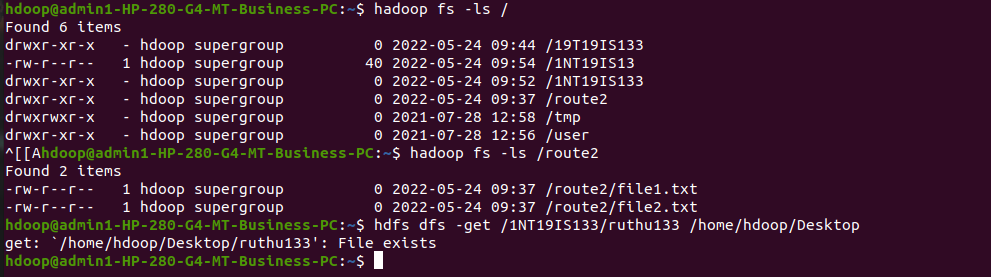 hdoop@admin1-HP-280-G4-MT-Business-PC:~$ hadoop fs -ls /
Found 6 items
drwxr-xr-x   - hdoop supergroup          0 2022-05-24 09:44 /19T19IS133
-rw-r--r--   1 hdoop supergroup         40 2022-05-24 09:54 /1NT19IS13
drwxr-xr-x   - hdoop supergroup          0 2022-05-24 09:52 /1NT19IS133
drwxr-xr-x   - hdoop supergroup          0 2022-05-24 09:37 /route2
drwxrwxr-x   - hdoop supergroup          0 2021-07-28 12:58 /tmp
drwxr-xr-x   - hdoop supergroup          0 2021-07-28 12:56 /user
^[[Ahdoop@admin1-HP-280-G4-MT-Business-PC:~$ hadoop fs -ls /route2
Found 2 items
-rw-r--r--   1 hdoop supergroup          0 2022-05-24 09:37 /route2/file1.txt
-rw-r--r--   1 hdoop supergroup          0 2022-05-24 09:37 /route2/file2.txt
hdoop@admin1-HP-280-G4-MT-Business-PC:~$ hdfs dfs -get /1NT19IS133/ruthu133 /home/hdoop/Desktop
get: `/home/hdoop/Desktop/ruthu133': File exists
hdoop@admin1-HP-280-G4-MT-Business-PC:~$